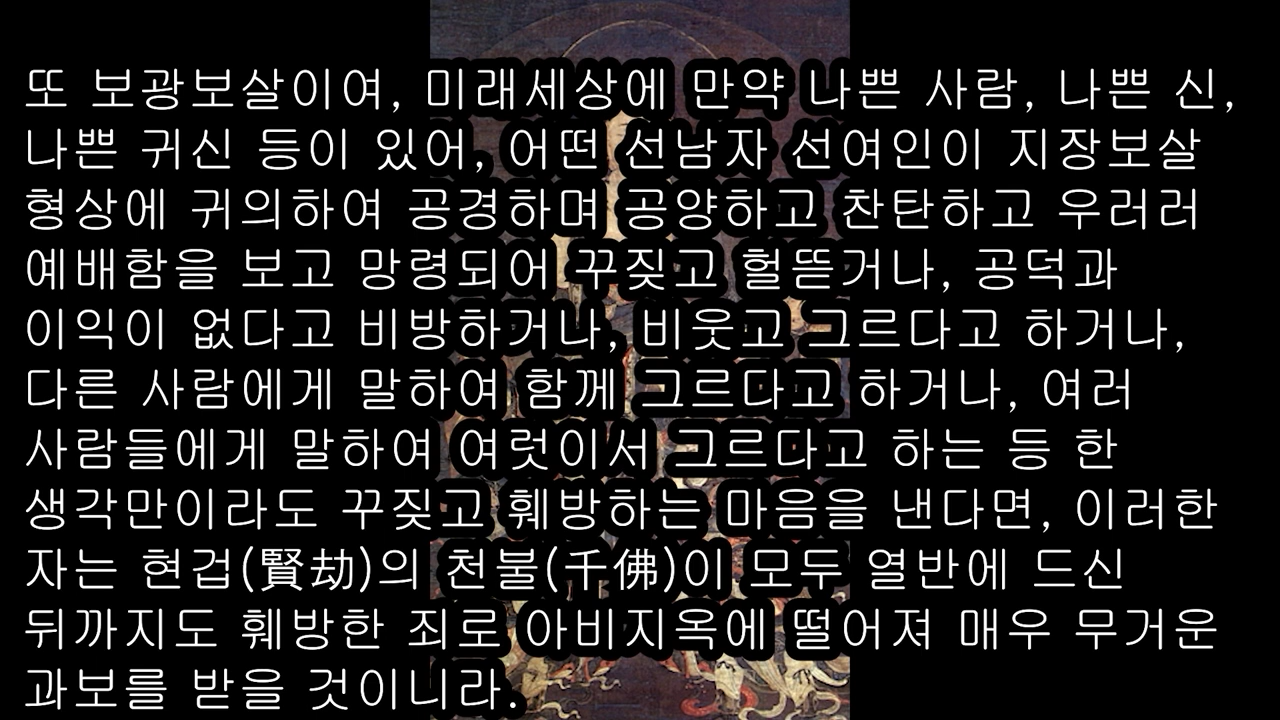 또 보광보살이여, 미래세상에 만약 나쁜 사람, 나쁜 신,
나쁜 귀신 등이 있어, 어떤 선남자 선여인이 지장보살
형상에 귀의하여 공경하며 공양하고 찬탄하고 우러러
예배함을 보고 망령되어 꾸짖고 헐뜯거나, 공덕과
이익이 없다고 비방하거나, 비웃고 그르다고 하거나,
다른 사람에게 말하여 함께 그르다고 하거나, 여러
사람들에게 말하여 여럿이서 그르다고 하는 등 한
생각만이라도 꾸짖고 훼방하는 마음을 낸다면, 이러한
자는 현겁(賢劫)의 천불(千佛)이 모두 열반에 드신
뒤까지도 훼방한 죄로 아비지옥에 떨어져 매우 무거운
과보를 받을 것이니라.